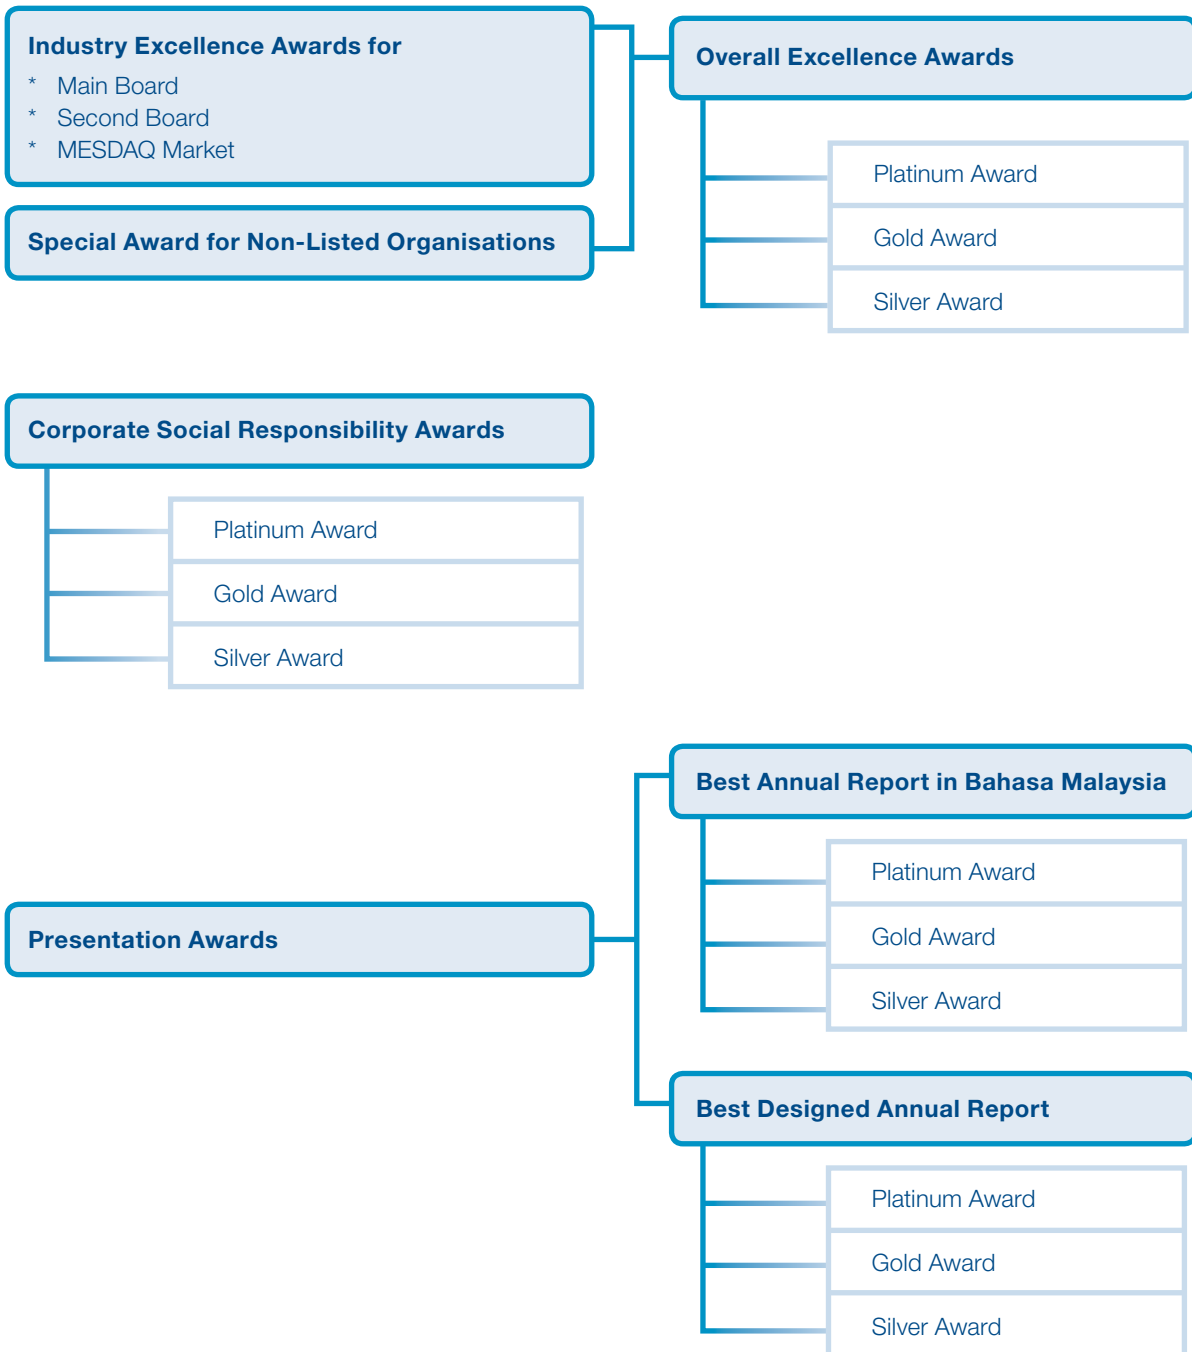 Industry Excellence Awards for
* Main Board
* Second Board
* MESDAQ Market
Special Award for Non-Listed Organisations
Overall Excellence Awards
Platinum Award
Gold Award
Silver Award
Corporate Social Responsibility Awards
Platinum Award
Gold Award
Silver Award
Presentation Awards
Best Annual Report in Bahasa Malaysia
Platinum Award
Gold Award
Silver Award
Best Designed Annual Report
Platinum Award
Gold Award
Silver Award